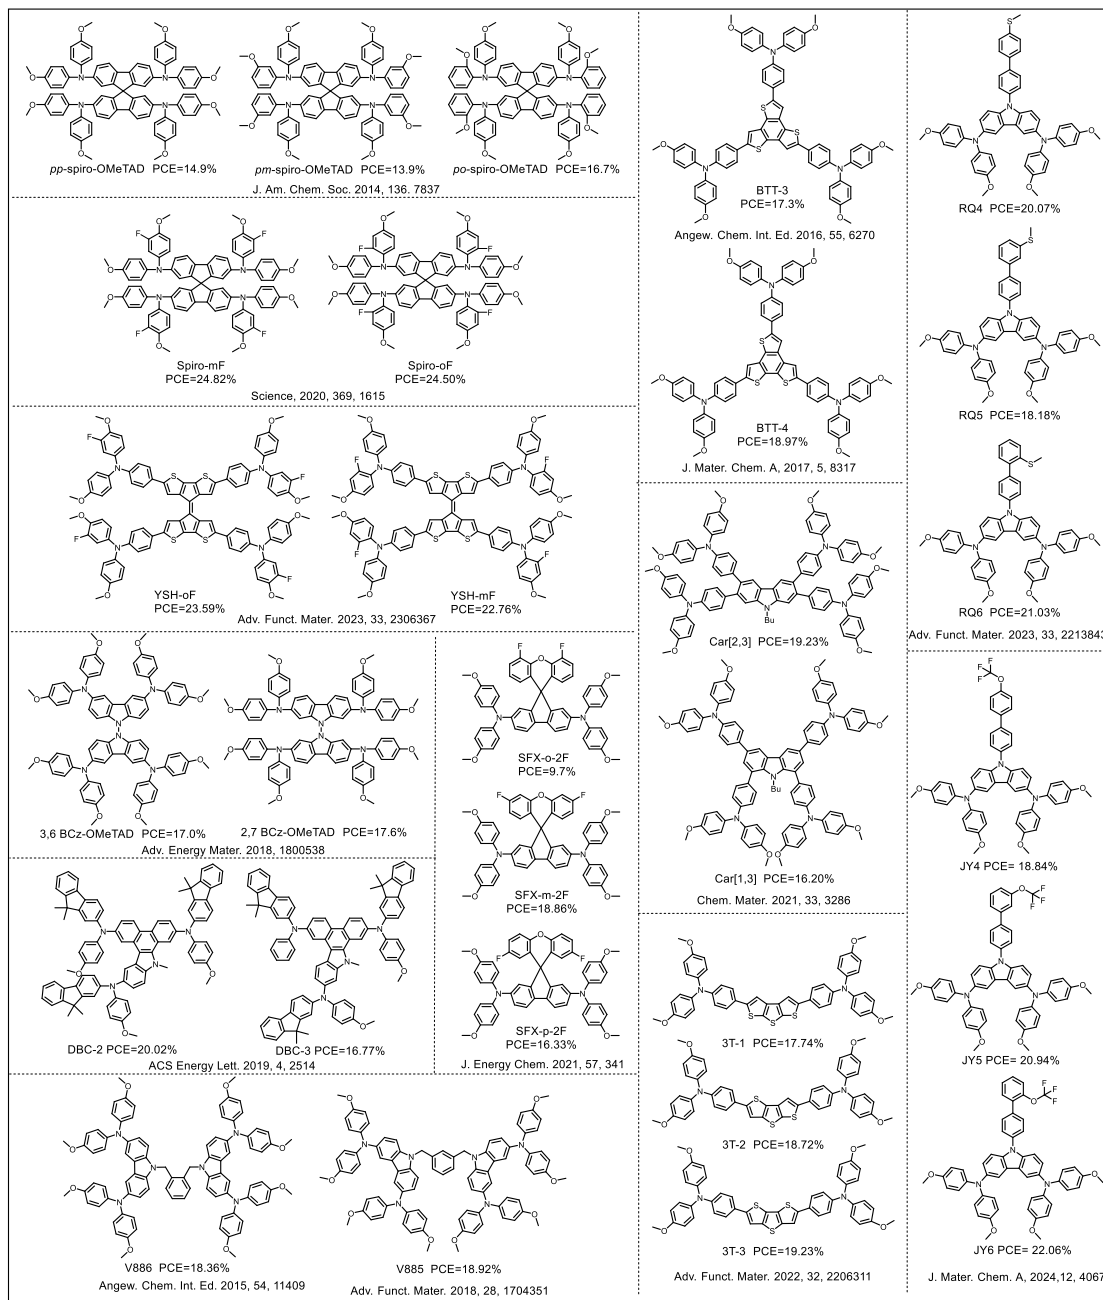 pp-spiro-OMeTAD PCE=14.9%
pm-spiro-OMeTAD PCE=13.9%
po-spiro-OMeTAD PCE=16.7%
J. Am. Chem. Soc. 2014, 136. 7837
Spiro-mF
PCE=24.82%
Spiro-oF
PCE=24.50%
Science, 2020, 369, 1615
YSH-oF
PCE=23.59%
YSH-mF
PCE=22.76%
Adv. Funct. Mater. 2023, 33, 2306367
3,6 BCz-OMeTAD PCE=17.0%
2,7 BCz-OMeTAD PCE=17.6%
Adv. Energy Mater. 2018, 1800538
DBC-2 PCE=20.02%
DBC-3 PCE=16.77%
ACS Energy Lett. 2019, 4, 2514
SFX-o-2F
PCE=9.7%
SFX-m-2F
PCE=18.86%
SFX-p-2F
PCE=16.33%
J. Energy Chem. 2021, 57, 341
V886 PCE=18.36%
Angew. Chem. Int. Ed. 2015, 54, 11409
V885 PCE=18.92%
Adv. Funct. Mater. 2018, 28, 1704351
BTT-3
PCE=17.3%
Angew. Chem. Int. Ed. 2016, 55, 6270
BTT-4
PCE=18.97%
J. Mater. Chem. A, 2017, 5, 8317
Car[2,3] PCE=19.23%
Car[1,3] PCE=16.20%
Chem. Mater. 2021, 33, 3286
3T-1 PCE=17.74%
3T-2 PCE=18.72%
3T-3 PCE=19.23%
Adv. Funct. Mater. 2022, 32, 2206311
RQ4 PCE=20.07%
RQ5 PCE=18.18%
RQ6 PCE=21.03%
Adv. Funct. Mater. 2023, 33, 2213843
JY4 PCE= 18.84%
JY5 PCE= 20.94%
JY6 PCE= 22.06%
J. Mater. Chem. A, 2024,12, 4067